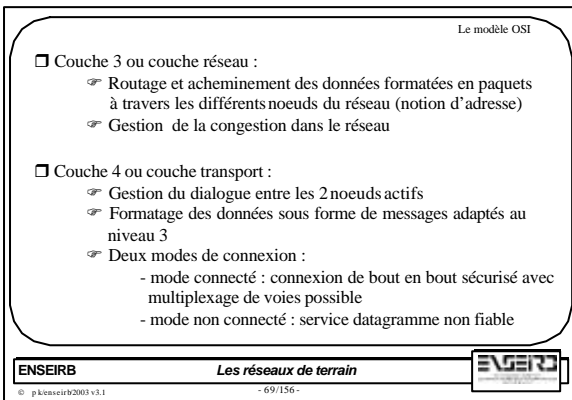 Le modèle OSI
❒ Couche 3 ou couche réseau :
☞ Routage et acheminement des données formatées en paquets
à travers les différents noeuds du réseau (notion d'adresse)
☞ Gestion de la congestion dans le réseau
❒ Couche 4 ou couche transport :
☞ Gestion du dialogue entre les 2 noeuds actifs
☞ Formatage des données sous forme de messages adaptés au
niveau 3
☞ Deux modes de connexion :
- mode connecté : connexion de bout en bout sécurisé avec
multiplexage de voies possible
- mode non connecté : service datagramme non fiable
ENSEIRB
Les réseaux de terrain
ENSEIRB
© pk/enseirb/2003 v3.1
- 69/156 -